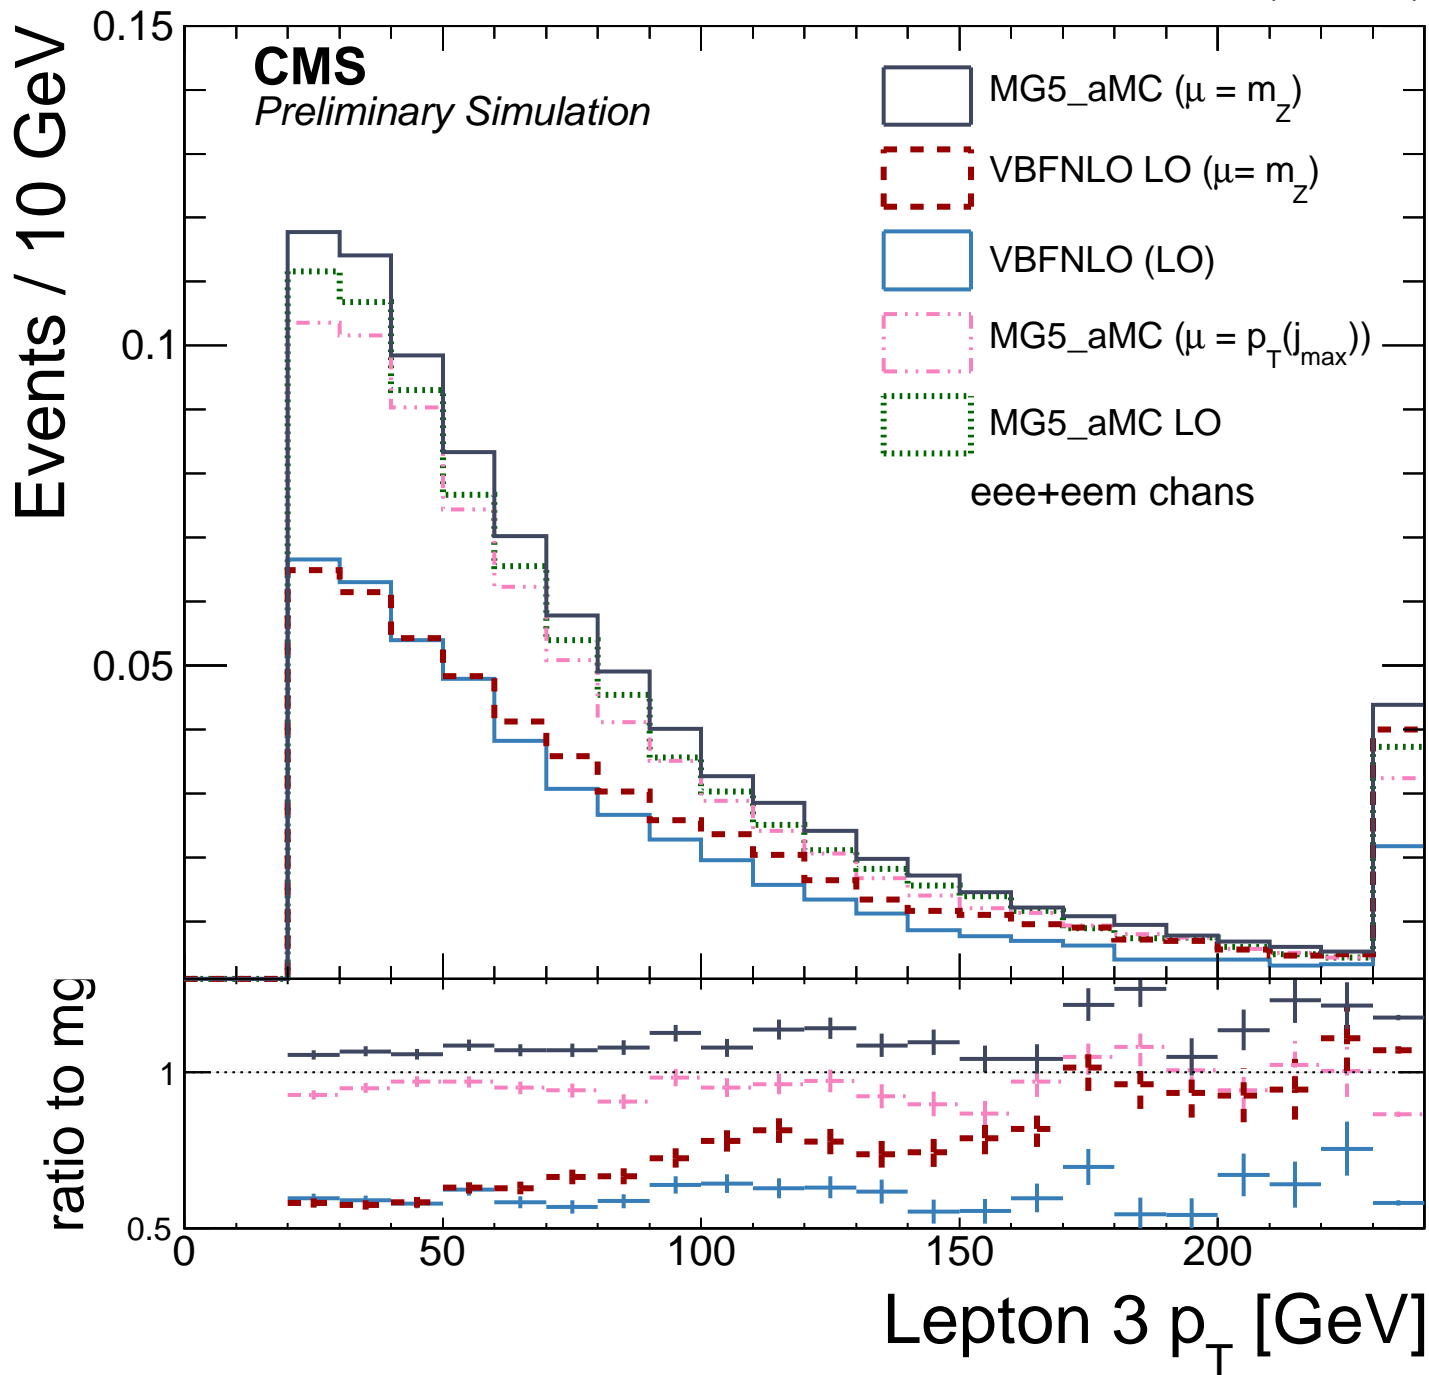 CMS
Preliminary Simulation
MG5_aMC (μ = m_Z)
VBFNLO LO (μ= m_Z)
VBFNLO (LO)
MG5_aMC (μ = p_T(j_max))
MG5_aMC LO
eee+eem chans
Events / 10 GeV
0.15
0.1
0.05
ratio to mg
1
0.5
0 50 100 150 200
Lepton 3 p_T [GeV]